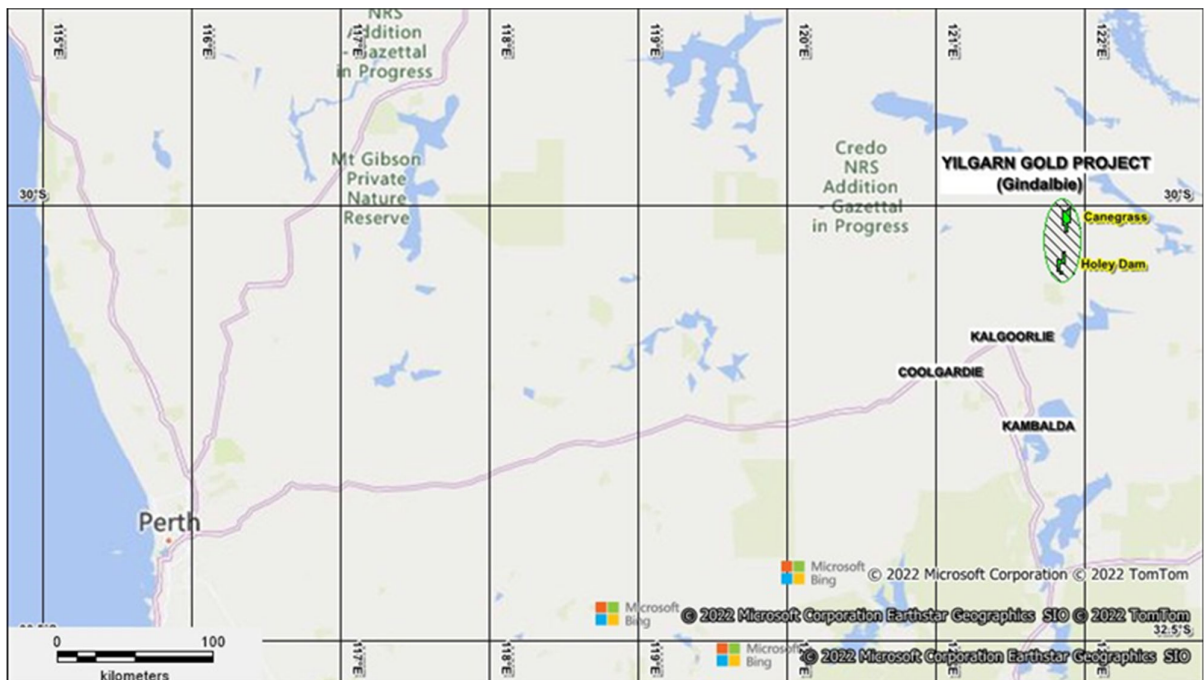 115°E
116°E
117°E
118°E
119°E
120°E
121°E
122°E
NRS
Addition
- Gazettal
in Progress
Mt Gibson
Private
Nature
Reserve
Credo
NRS
Addition
- Gazettal
in Progress
YILGARN GOLD PROJECT
(Gindalbie)
30°S
30°S
Canegrass
Holey Dam
KALGOORLIE
COOLGARDIE
KAMBALDA
Perth
Microsoft
Bing
© 2022 Microsoft Corporation © 2022 TomTom
Microsoft
Bing
© 2022 Microsoft Corporation Earthstar Geographics SIO © 2022 TomTom
32.5°S
0 100
kilometers
117°E
118°E
119°E
Bing
© 2022 Microsoft Corporation Earthstar Geographics SIO